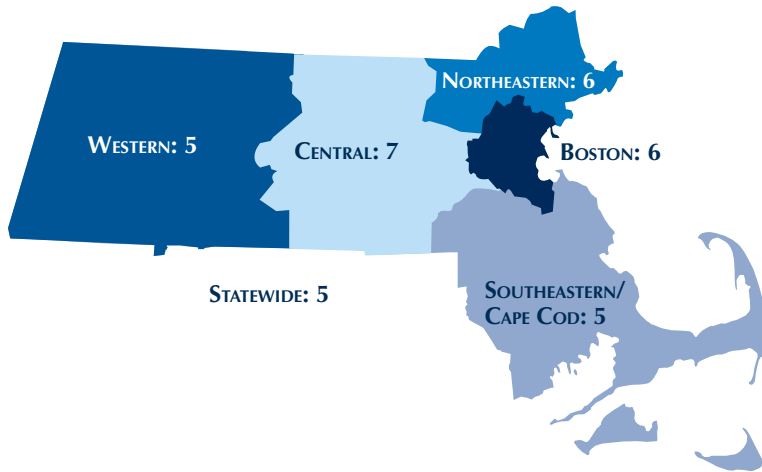 Northeastern: 6
Western: 5
Central: 7
Boston: 6
Statewide: 5
Southeastern/
Cape Cod: 5